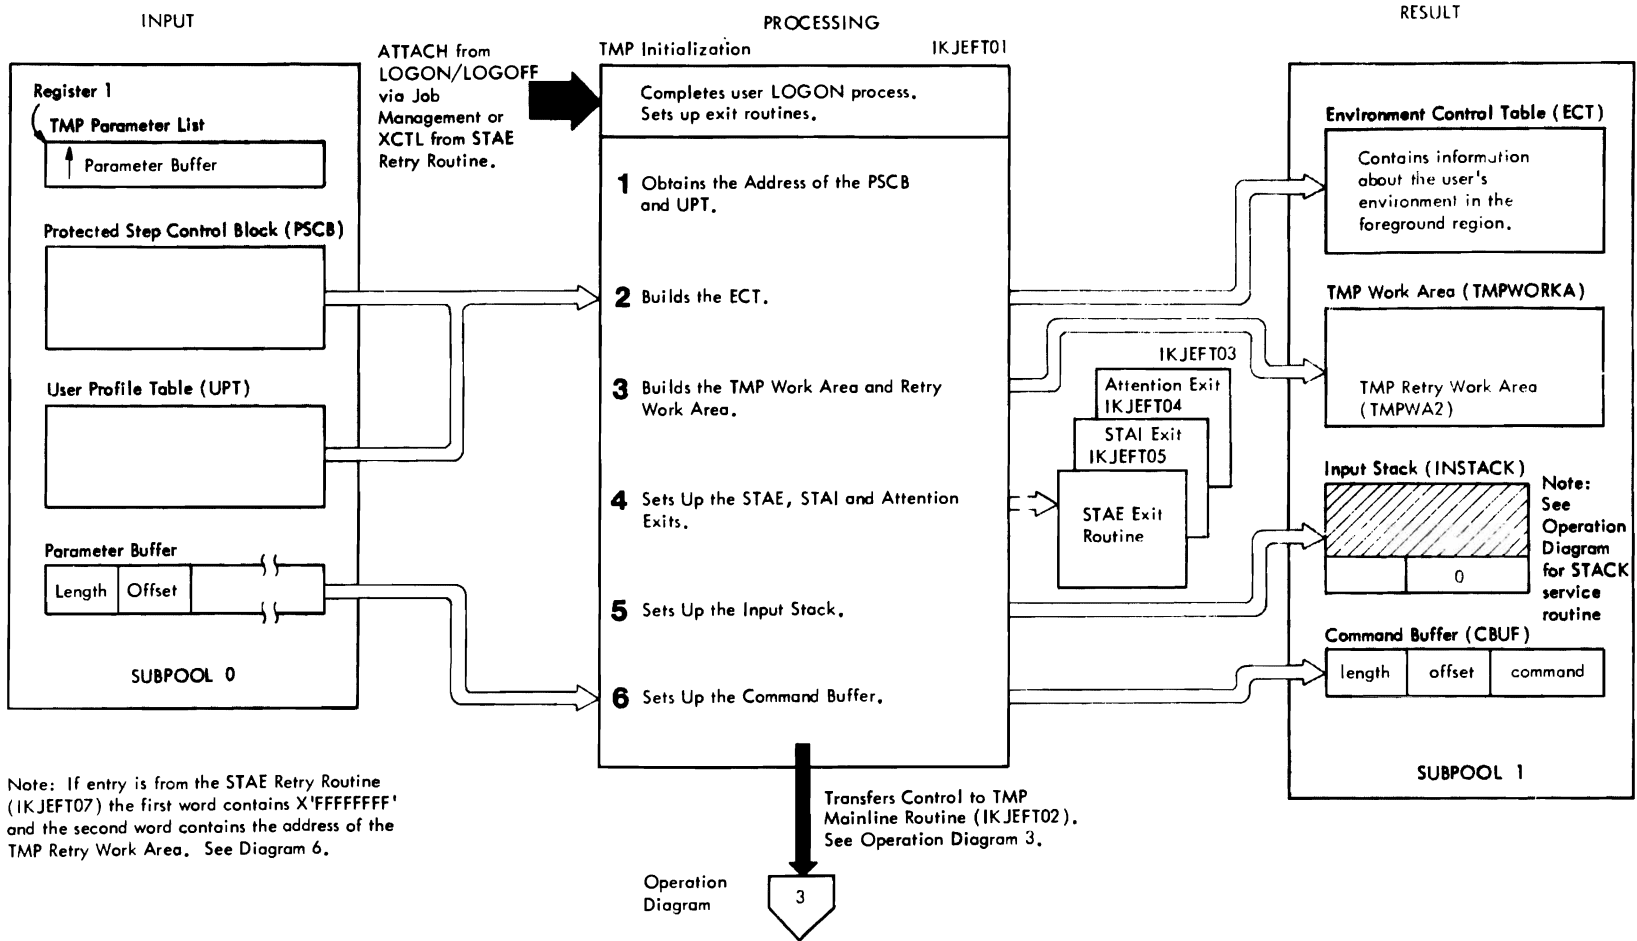 INPUT
PROCESSING
RESULT
TMP Initialization
IKJEFT01
ATTACH from
LOGON/LOGOFF
via Job
Management or
XCTL from STAE
Retry Routine.
Register 1
TMP Parameter List
Parameter Buffer
Protected Step Control Block (PSCB)
User Profile Table (UPT)
Parameter Buffer
Length
Offset
SUBPOOL 0
Note: If entry is from the STAE Retry Routine
(IKJEFT07) the first word contains X'FFFFFFFF'
and the second word contains the address of the
TMP Retry Work Area. See Diagram 6.
Completes user LOGON process.
Sets up exit routines.
1 Obtains the Address of the PSCB
and UPT.
2 Builds the ECT.
3 Builds the TMP Work Area and Retry
Work Area.
4 Sets Up the STAE, STAI and Attention
Exits.
5 Sets Up the Input Stack.
6 Sets Up the Command Buffer.
Transfers Control to TMP
Mainline Routine (IKJEFT02).
See Operation Diagram 3.
Operation
Diagram
3
IKJEFT03
Attention Exit
IKJEFT04
STAI Exit
IKJEFT05
STAE Exit
Routine
Environment Control Table (ECT)
Contains information
about the user's
environment in the
foreground region.
TMP Work Area (TMPWORKA)
TMP Retry Work Area
(TMPWA2)
Input Stack (INSTACK)
0
Note:
See
Operation
Diagram
for STACK
service
routine
Command Buffer (CBUF)
length
offset
command
SUBPOOL 1